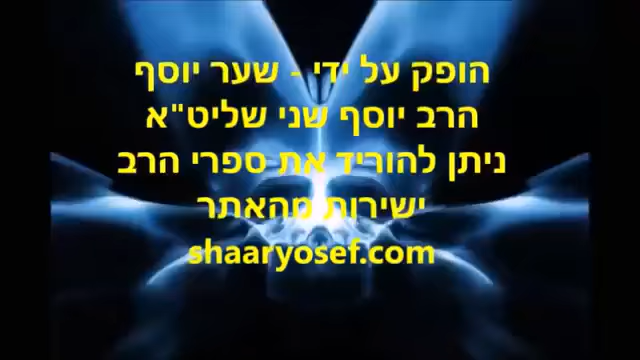 הופק על ידי - שער יוסף
הרב יוסף שני שליט"א
ניתן להוריד את ספרי הרב
ישירות מהאתר
shaaryosef.com